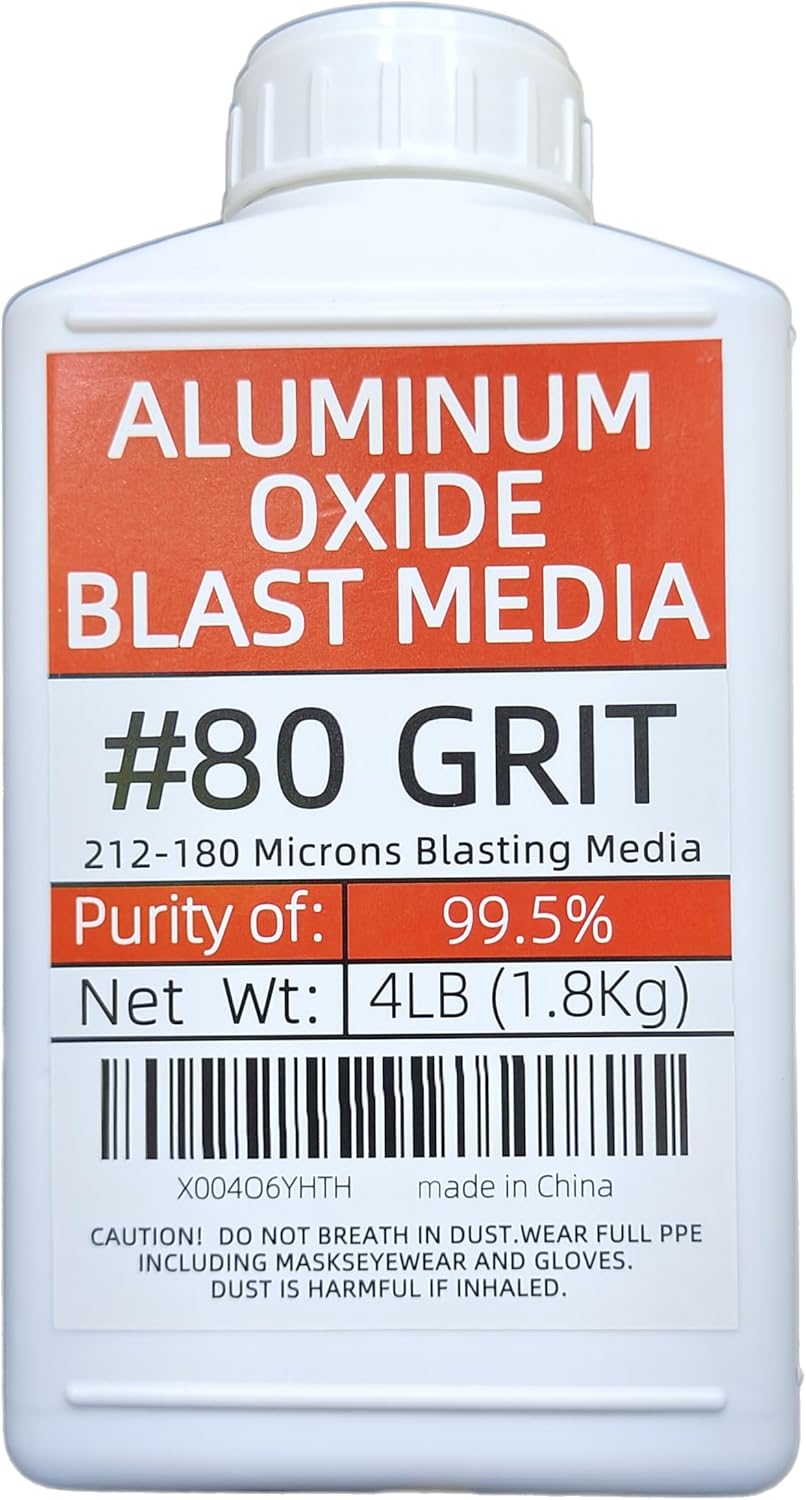 ALUMINUM
OXIDE
BLAST MEDIA
#80 GRIT
212-180 Microns Blasting Media
Purity of: 99.5%
Net Wt: 4LB (1.8Kg)
X004O6YHTH made in China
CAUTION! DO NOT BREATH IN DUST.WEAR FULL PPE
INCLUDING MASKSEYEWEAR AND GLOVES.
DUST IS HARMFUL IF INHALED.